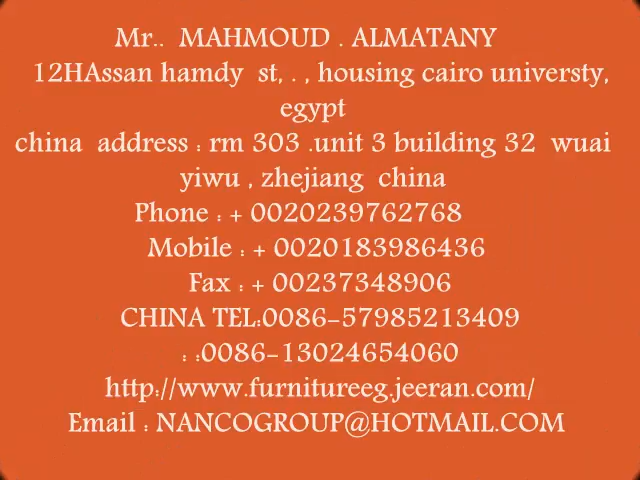 Mr.. MAHMOUD . ALMATANY
12HAssan hamdy st, . , housing cairo universty,
egypt
china address : rm 303 .unit 3 building 32 wuai
yiwu , zhejiang china
Phone : + 0020239762768
Mobile : + 0020183986436
Fax : + 00237348906
CHINA TEL:0086-57985213409
: :0086-13024654060
http://www.furnitureeg.jeeran.com/
Email : NANCOGROUP@HOTMAIL.COM